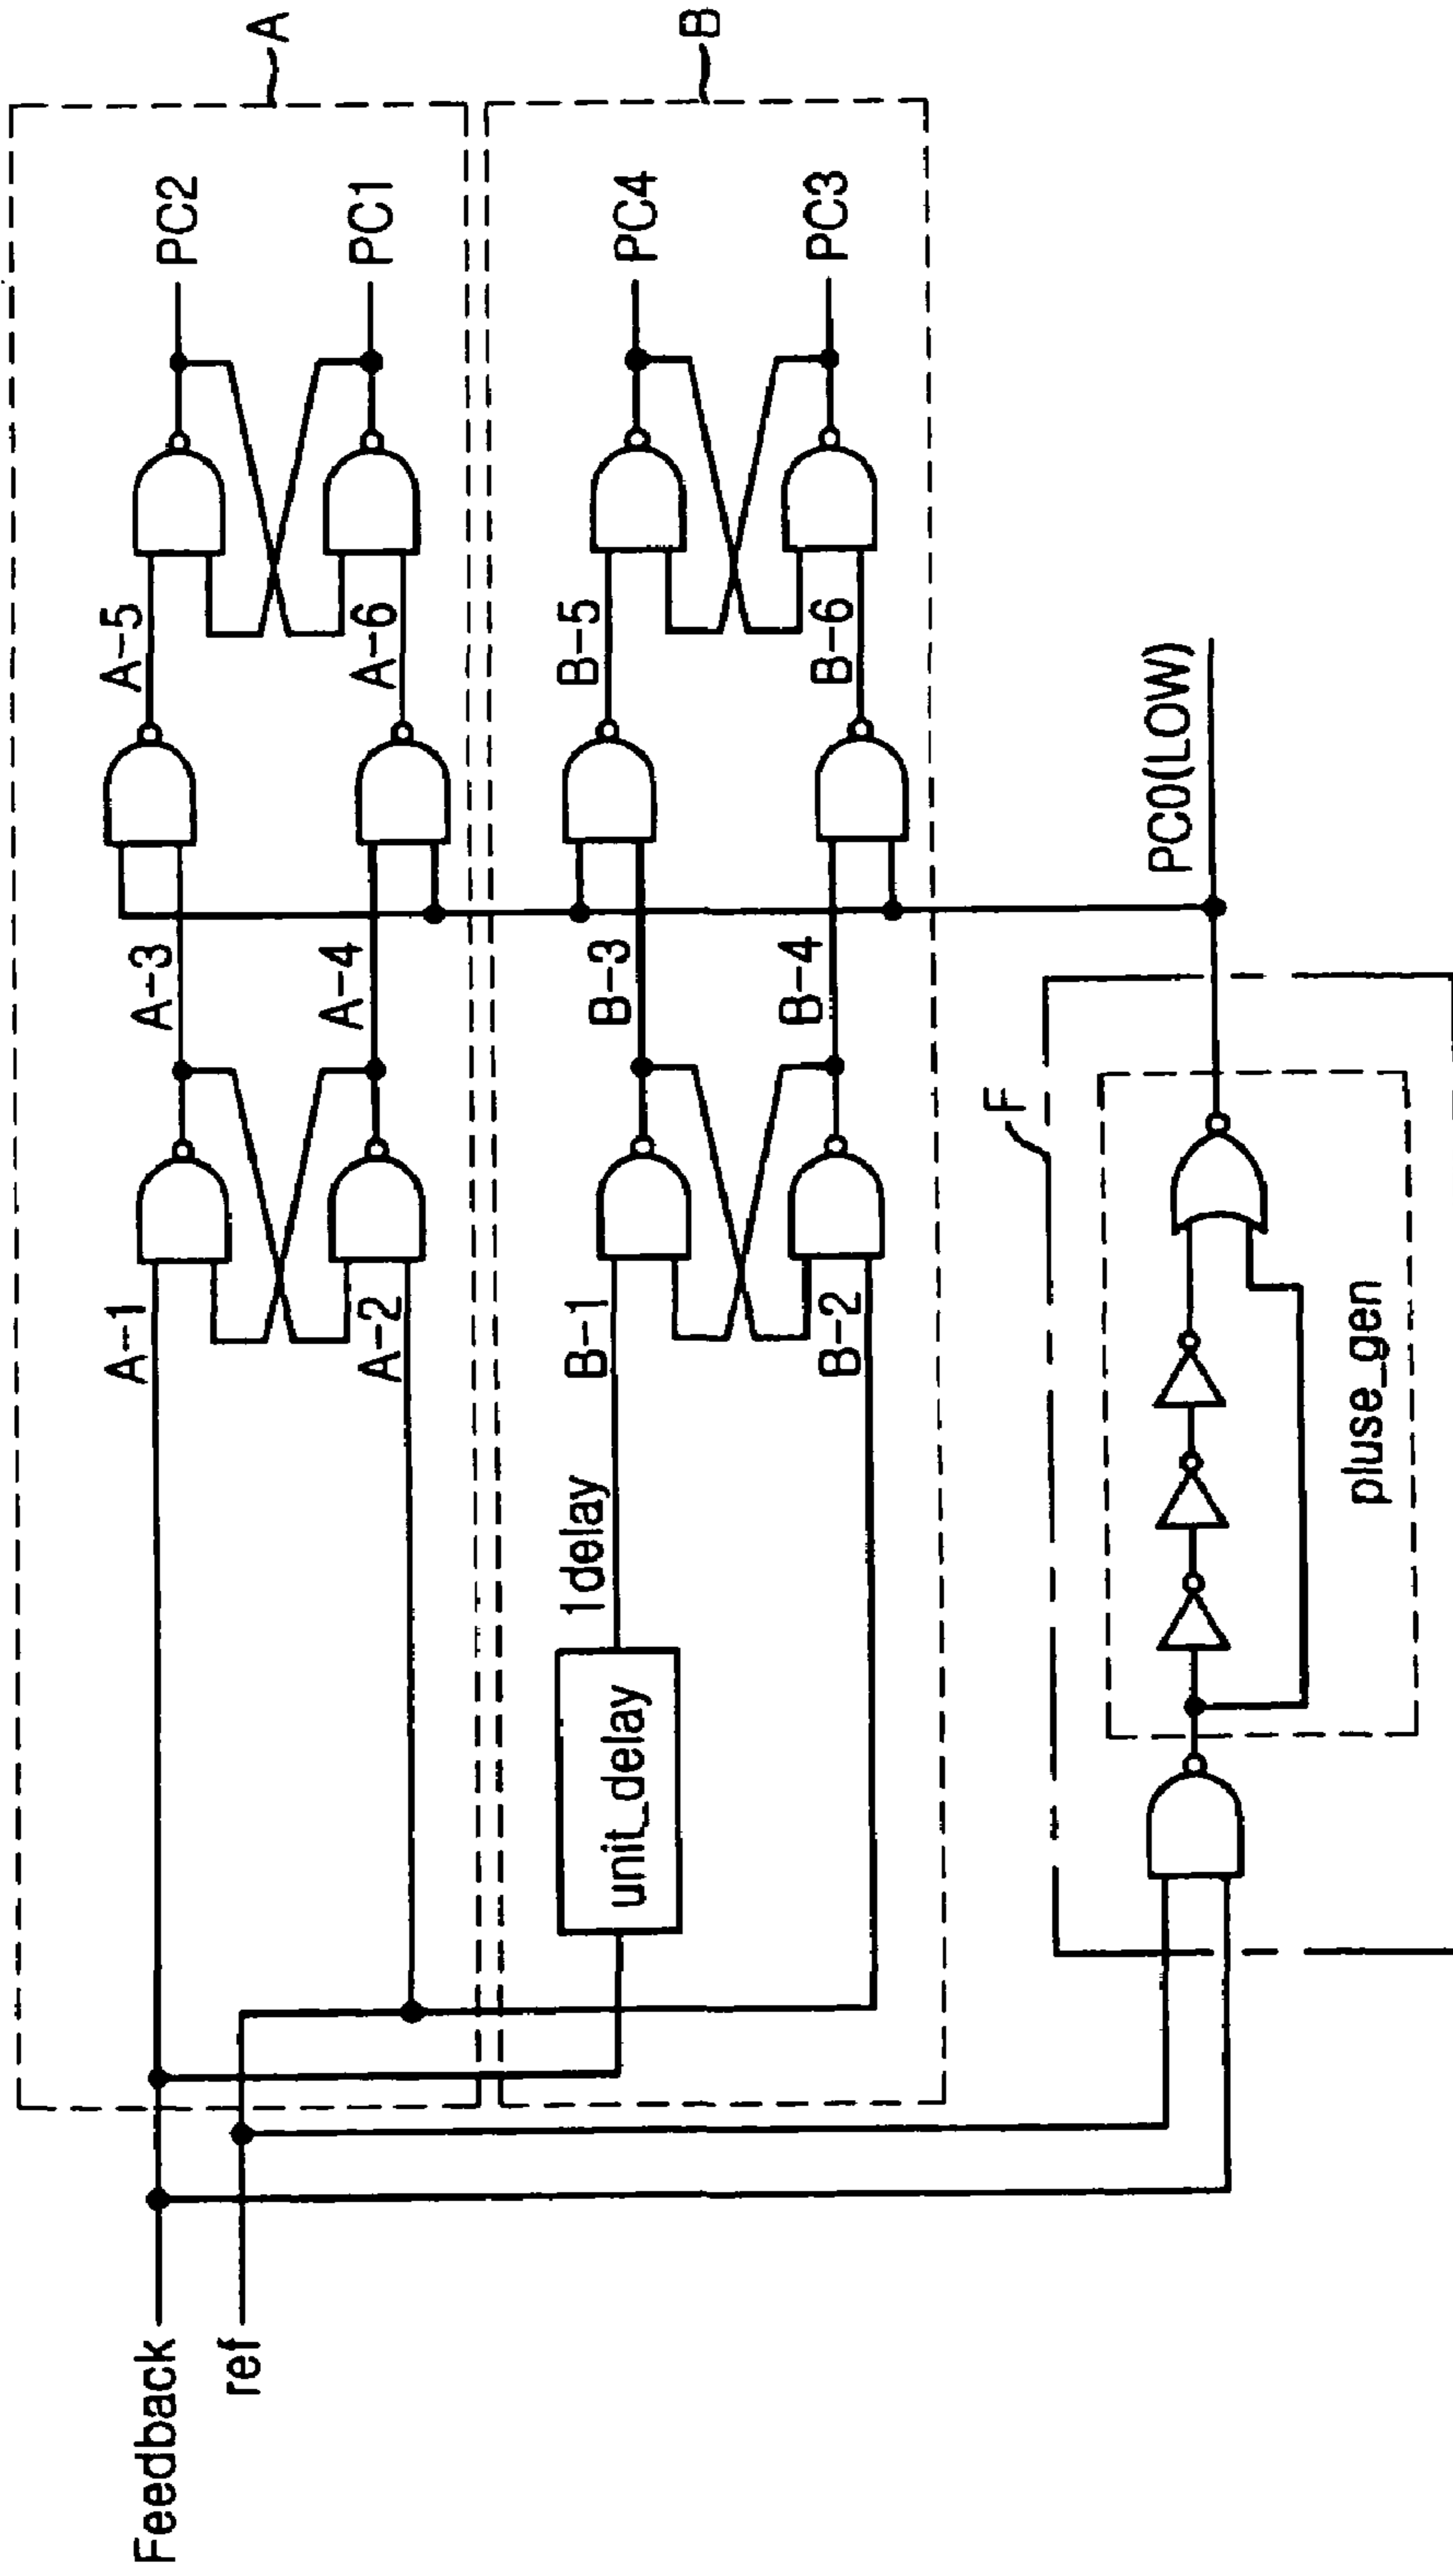 Feedback
ref
A
A-1
A-2
A-3
A-4
A-5
A-6
PC2
PC1
B
unit_delay
1delay
B-1
B-2
B-3
B-4
B-5
B-6
PC4
PC3
F
pluse_gen
PC0(LOW)